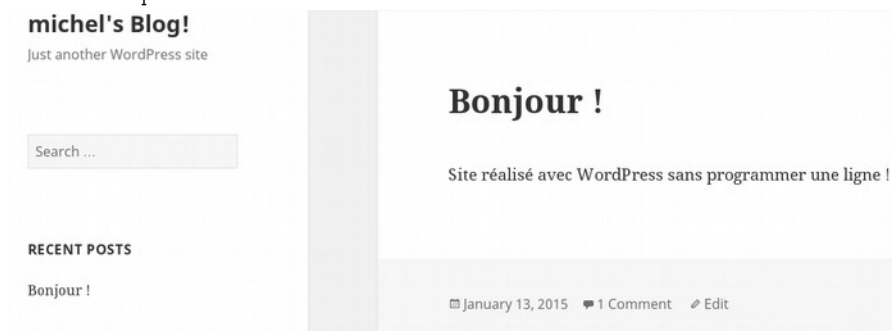 michel's Blog!
Just another WordPress site
Search ...
RECENT POSTS
Bonjour !
Bonjour !
Site réalisé avec WordPress sans programmer une ligne !
January 13, 2015 1 Comment Edit